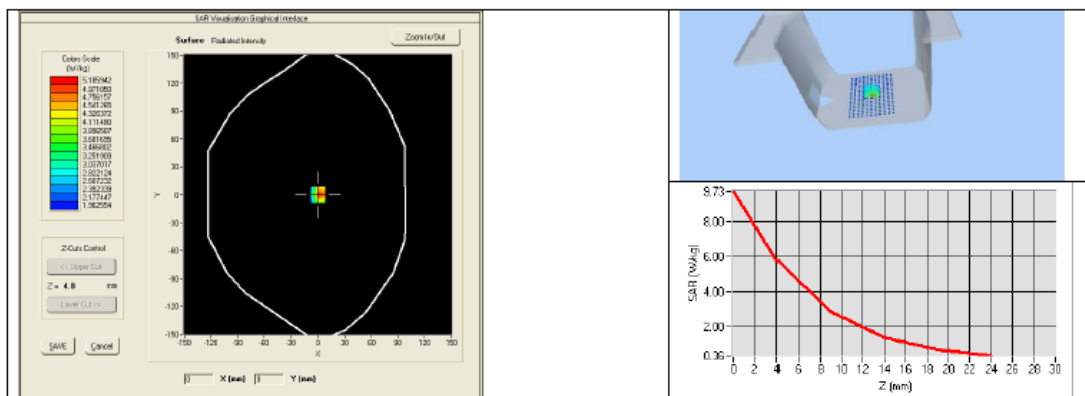 SAR Visualisation Graphical Interface
Surface Radiated Intensity
Zoom In/Out
Colors Scale
(W/kg)
5.185942
4.971050
4.756157
4.541265
4.326372
4.111480
3.896587
3.681695
3.466802
3.251909
3.037017
2.822124
2.607232
2.392339
2.177447
1.962554
Z-Cuts Control
<< Upper Cut
Z = 4.0 mm
Lower Cut >>
SAVE Cancel
150
120
90
60
30
0
-30
-60
-90
-120
-150
Y
-150 -120 -90 -60 -30 0 30 60 90 120 150
X
0 X (mm) 0 Y (mm)
9.73
8.00
6.00
4.00
2.00
0.36
SAR (W/kg)
0 2 4 6 8 10 12 14 16 18 20 22 24 26 28 30
Z (mm)